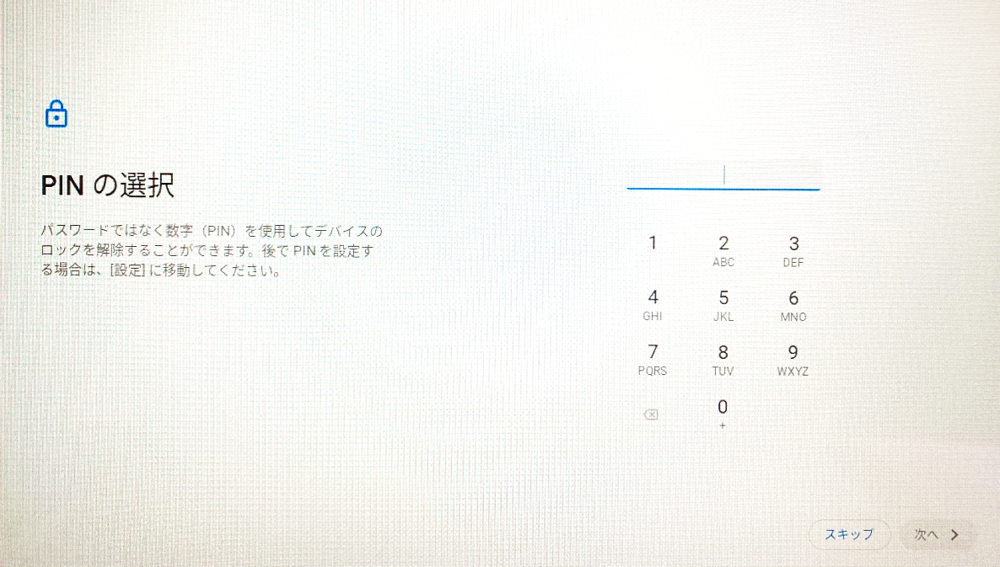 PIN の選択
パスワードではなく数字（PIN）を使用してデバイスの
ロックを解除することができます。後で PIN を設定す
る場合は、[設定] に移動してください。
1
2
3
ABC
DEF
4
5
6
GHI
JKL
MNO
7
8
9
PQRS
TUV
WXYZ
0
+
スキップ
次へ